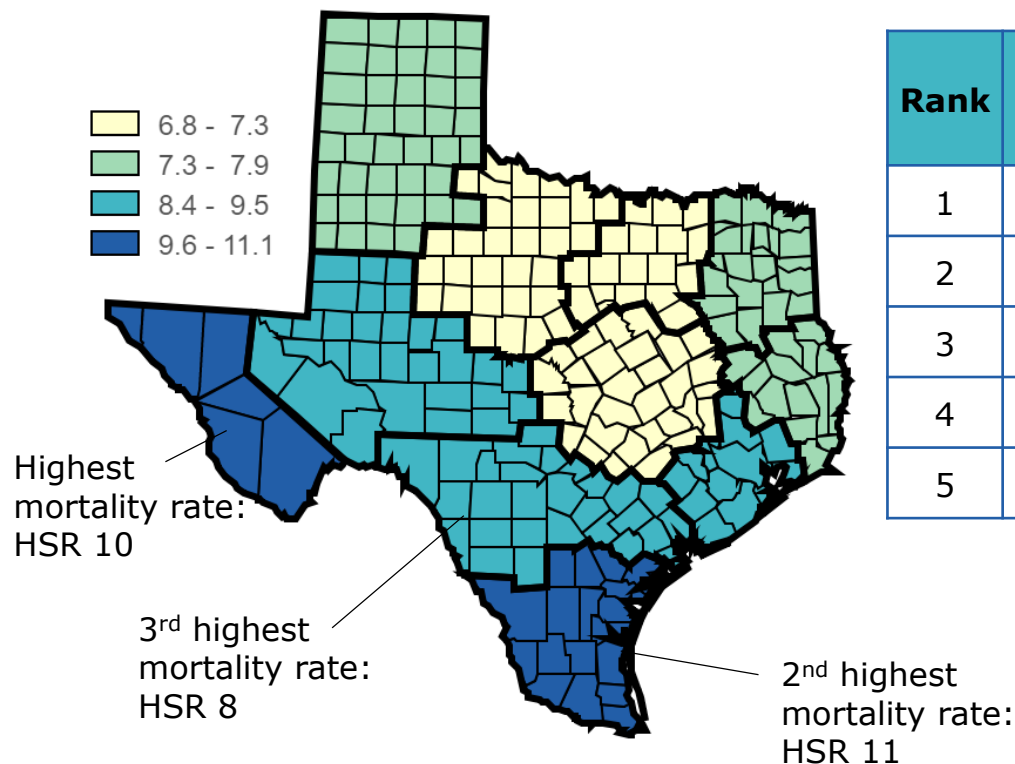 6.8 - 7.3
7.3 - 7.9
8.4 - 9.5
9.6 - 11.1
Highest
mortality rate:
HSR 10
3rd highest
mortality rate:
HSR 8
2nd highest
mortality rate:
HSR 11
Rank
1
2
3
4
5